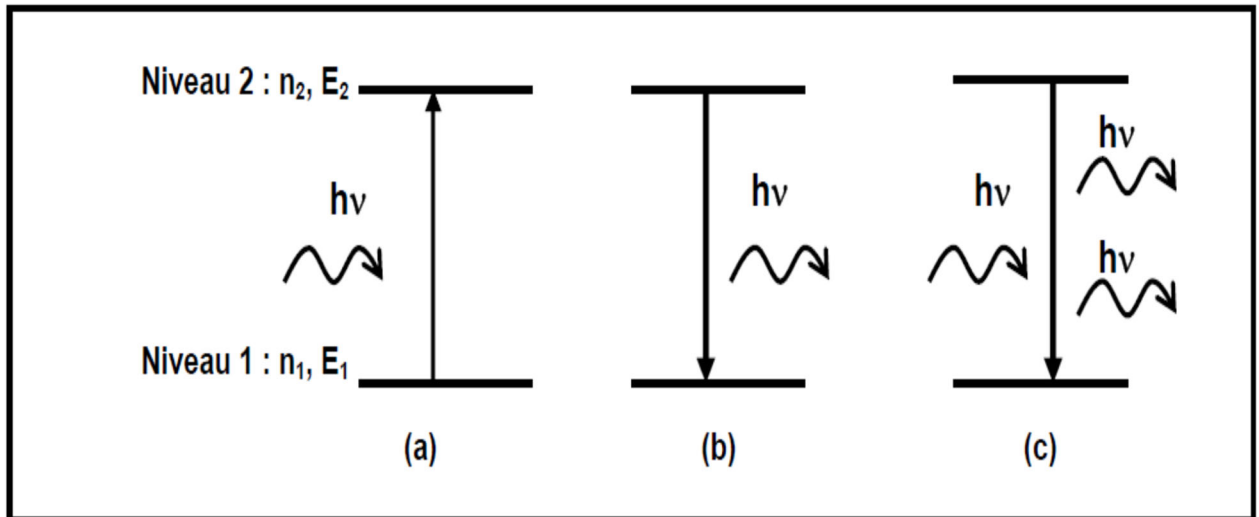 Niveau 2 : n₂, E₂
hν
hν
hν
hν
hν
Niveau 1 : n₁, E₁
(a)
(b)
(c)